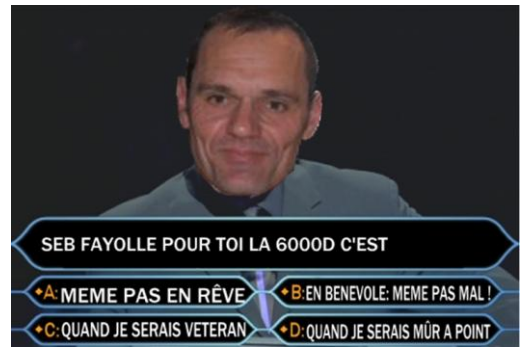 SEB FAYOLLE POUR TOI LA 6000D C'EST
A: MEME PAS EN RÊVE
B: EN BENEVOLE: MEME PAS MAL !
C: QUAND JE SERAIS VETERAN
D: QUAND JE SERAIS MÛR A POINT